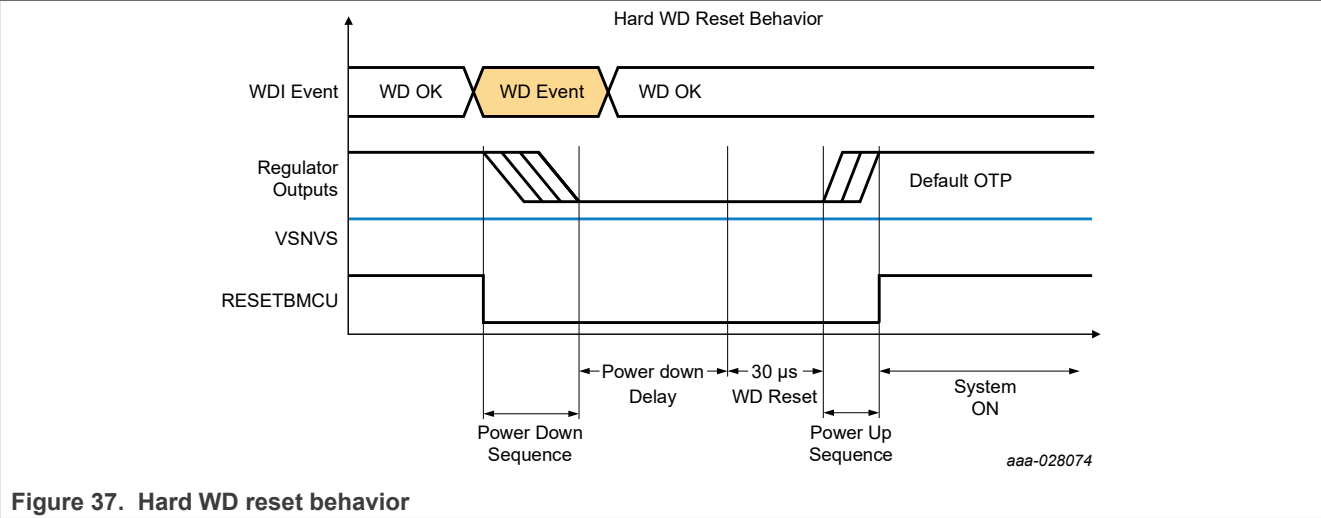 Hard WD Reset Behavior
WDI Event
WD OK
WD Event
WD OK
Regulator
Outputs
Default OTP
VSNVS
RESETBMCU
Power down
Delay
30 µs
WD Reset
System
ON
Power Down
Sequence
Power Up
Sequence
aaa-028074
Figure 37. Hard WD reset behavior